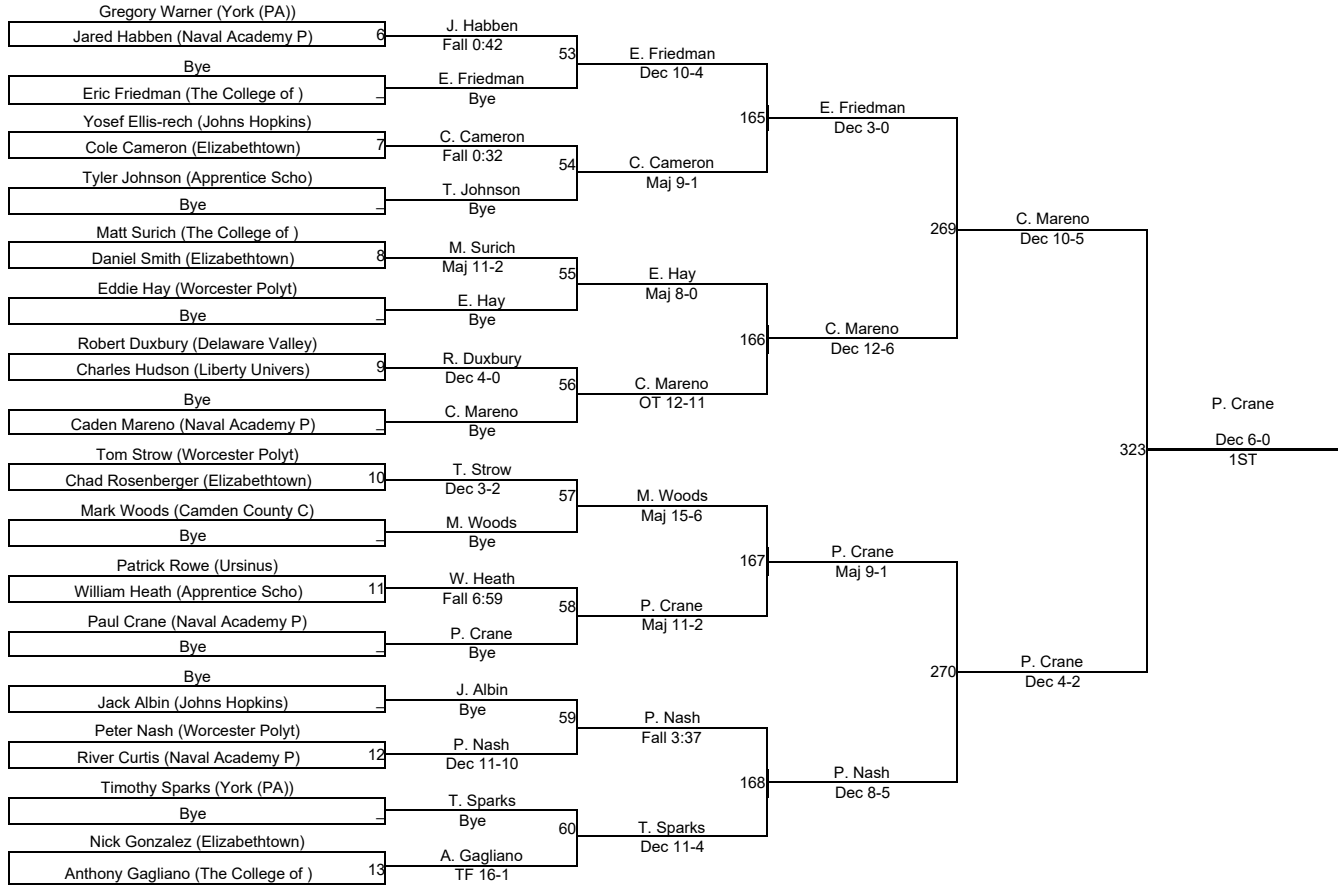 Gregory Warner (York (PA))
Jared Habben (Naval Academy P)
6
Bye
Eric Friedman (The College of )
_
Yosef Ellis-rech (Johns Hopkins)
Cole Cameron (Elizabethtown)
7
Tyler Johnson (Apprentice Scho)
Bye
_
Matt Surich (The College of )
Daniel Smith (Elizabethtown)
8
Eddie Hay (Worcester Polyt)
Bye
_
Robert Duxbury (Delaware Valley)
Charles Hudson (Liberty Univers)
9
Bye
Caden Mareno (Naval Academy P)
_
Tom Strow (Worcester Polyt)
Chad Rosenberger (Elizabethtown)
10
Mark Woods (Camden County C)
Bye
_
Patrick Rowe (Ursinus)
William Heath (Apprentice Scho)
11
Paul Crane (Naval Academy P)
Bye
_
Bye
Jack Albin (Johns Hopkins)
_
Peter Nash (Worcester Polyt)
River Curtis (Naval Academy P)
12
Timothy Sparks (York (PA))
Bye
_
Nick Gonzalez (Elizabethtown)
Anthony Gagliano (The College of )
13
J. Habben
Fall 0:42
53
E. Friedman
Bye
C. Cameron
Fall 0:32
54
T. Johnson
Bye
M. Surich
Maj 11-2
55
E. Hay
Bye
R. Duxbury
Dec 4-0
56
C. Mareno
Bye
T. Strow
Dec 3-2
57
M. Woods
Bye
W. Heath
Fall 6:59
58
P. Crane
Bye
J. Albin
Bye
59
P. Nash
Dec 11-10
T. Sparks
Bye
60
A. Gagliano
TF 16-1
E. Friedman
Dec 10-4
165
C. Cameron
Maj 9-1
E. Hay
Maj 8-0
166
C. Mareno
OT 12-11
M. Woods
Maj 15-6
167
P. Crane
Maj 11-2
P. Nash
Fall 3:37
168
T. Sparks
Dec 11-4
E. Friedman
Dec 3-0
269
C. Mareno
Dec 12-6
P. Crane
Maj 9-1
270
P. Nash
Dec 8-5
C. Mareno
Dec 10-5
323
P. Crane
Dec 4-2
P. Crane
Dec 6-0
1ST